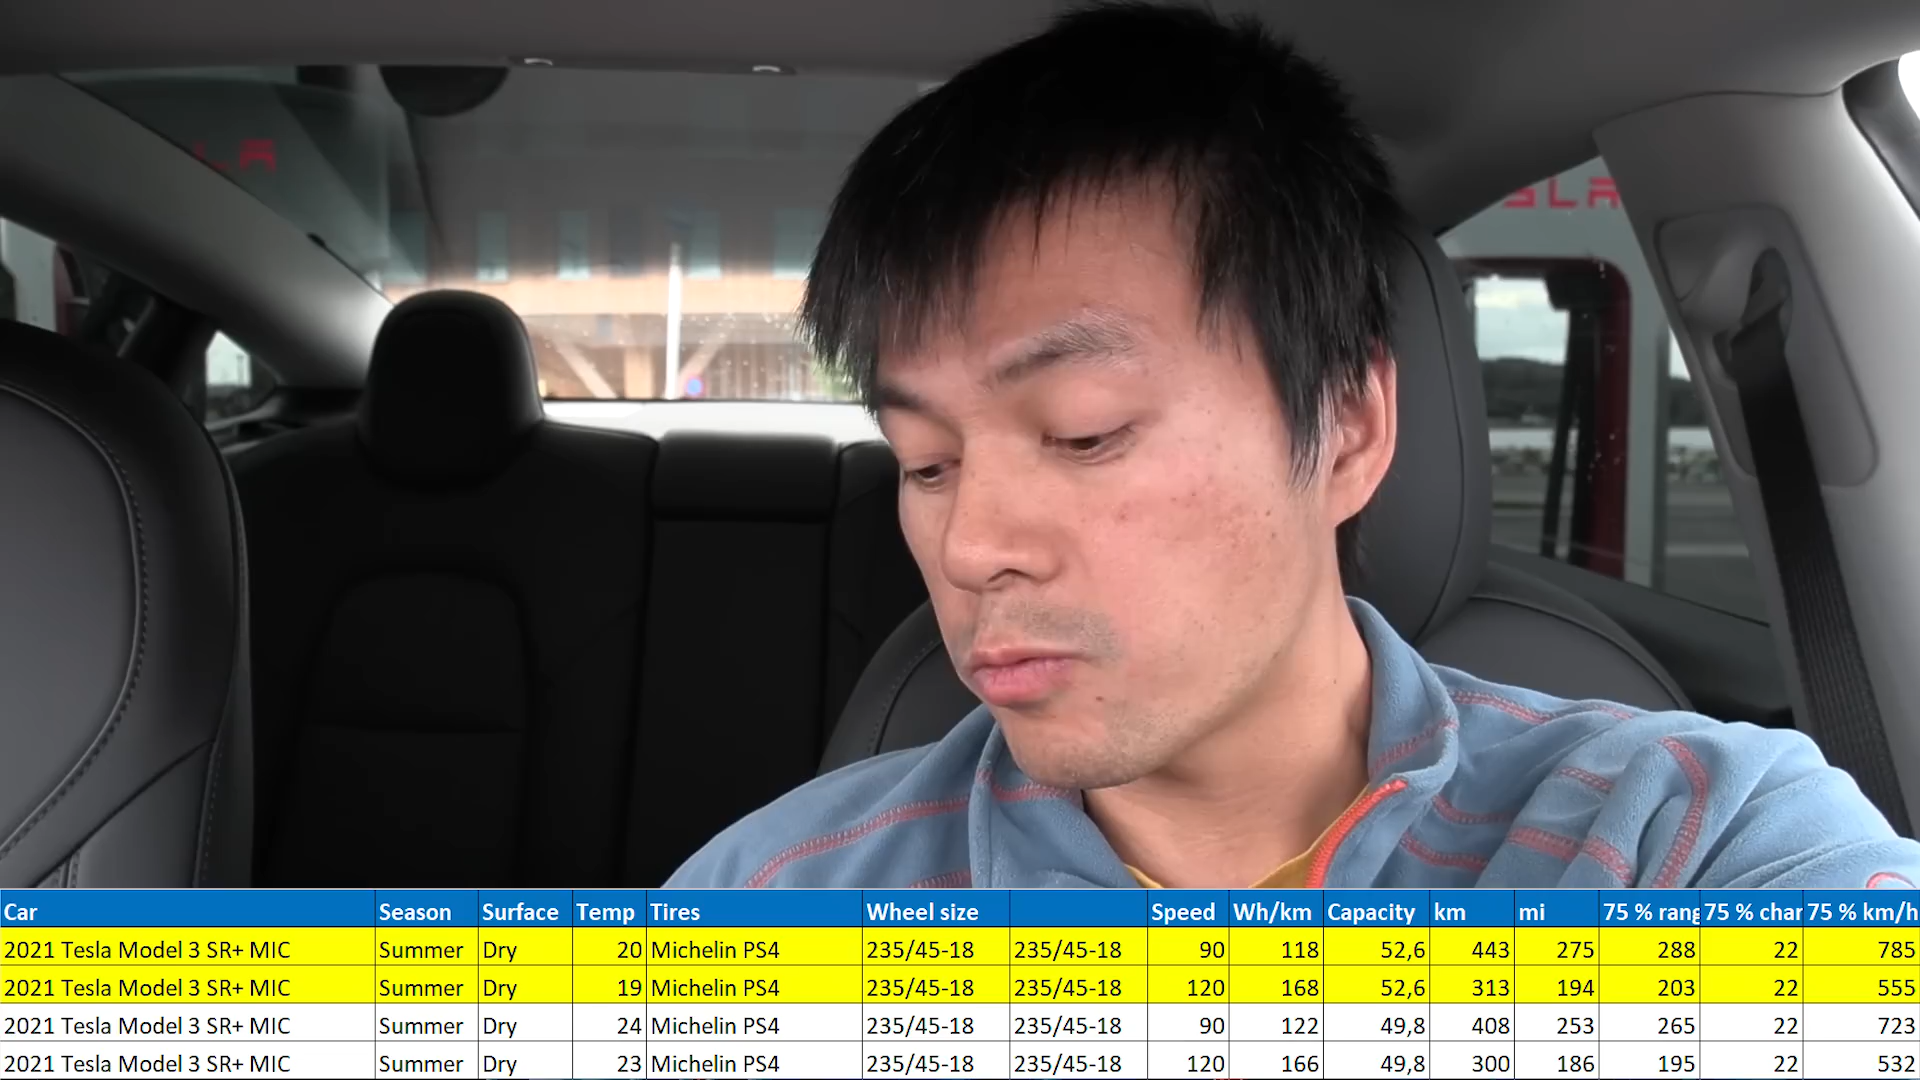 LA
SLA
Car Season Surface Temp Tires Wheel size Speed Wh/km Capacity km mi 75 % rang 75 % char 75 % km/h
2021 Tesla Model 3 SR+ MIC Summer Dry 20 Michelin PS4 235/45-18 235/45-18 90 118 52,6 443 275 288 22 785
2021 Tesla Model 3 SR+ MIC Summer Dry 19 Michelin PS4 235/45-18 235/45-18 120 168 52,6 313 194 203 22 555
2021 Tesla Model 3 SR+ MIC Summer Dry 24 Michelin PS4 235/45-18 235/45-18 90 122 49,8 408 253 265 22 723
2021 Tesla Model 3 SR+ MIC Summer Dry 23 Michelin PS4 235/45-18 235/45-18 120 166 49,8 300 186 195 22 532